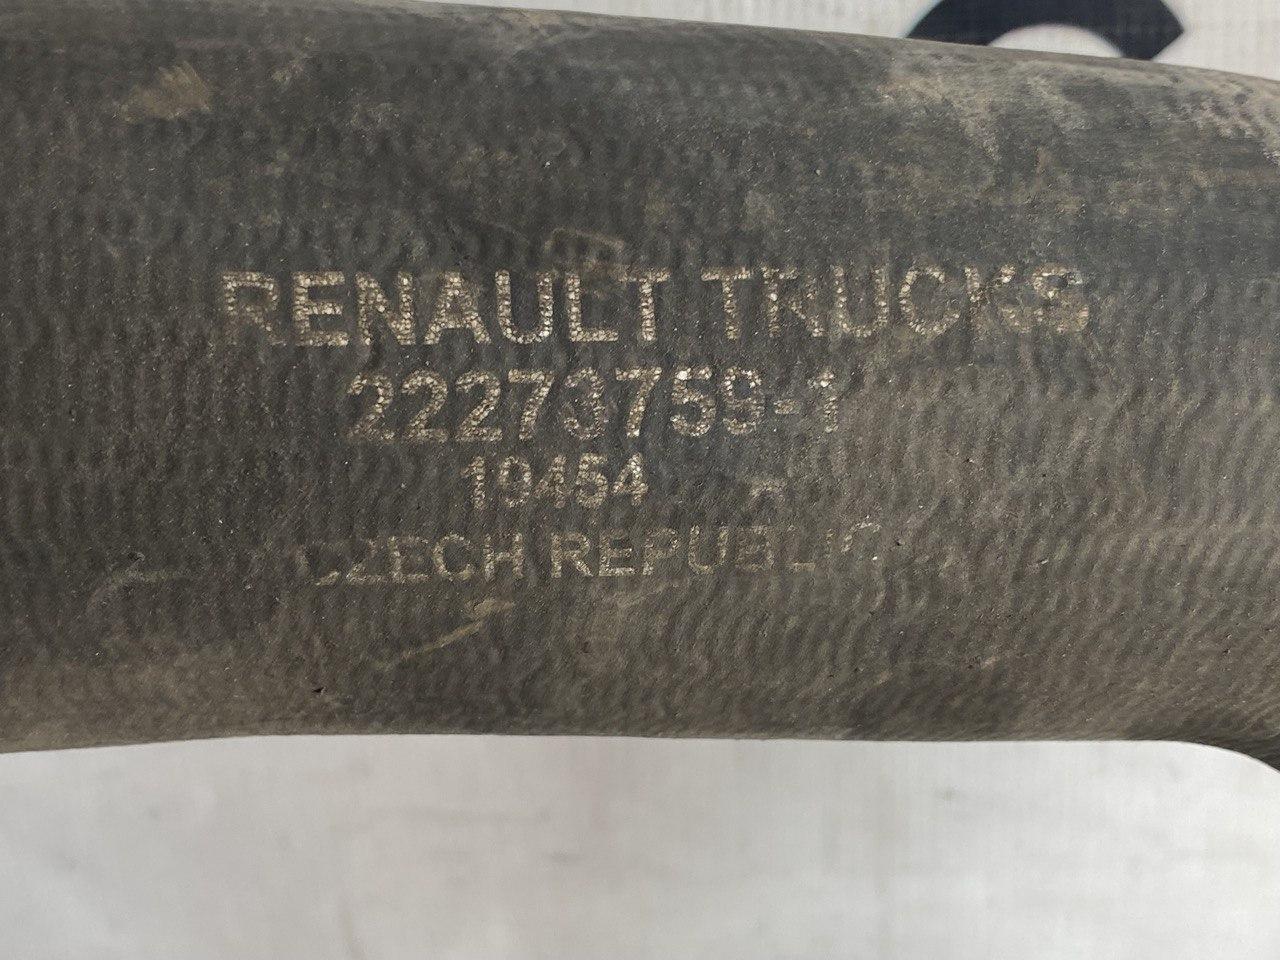 RENAULT TRUCKS
22273759-1
19454
CZECH REPUBLIC